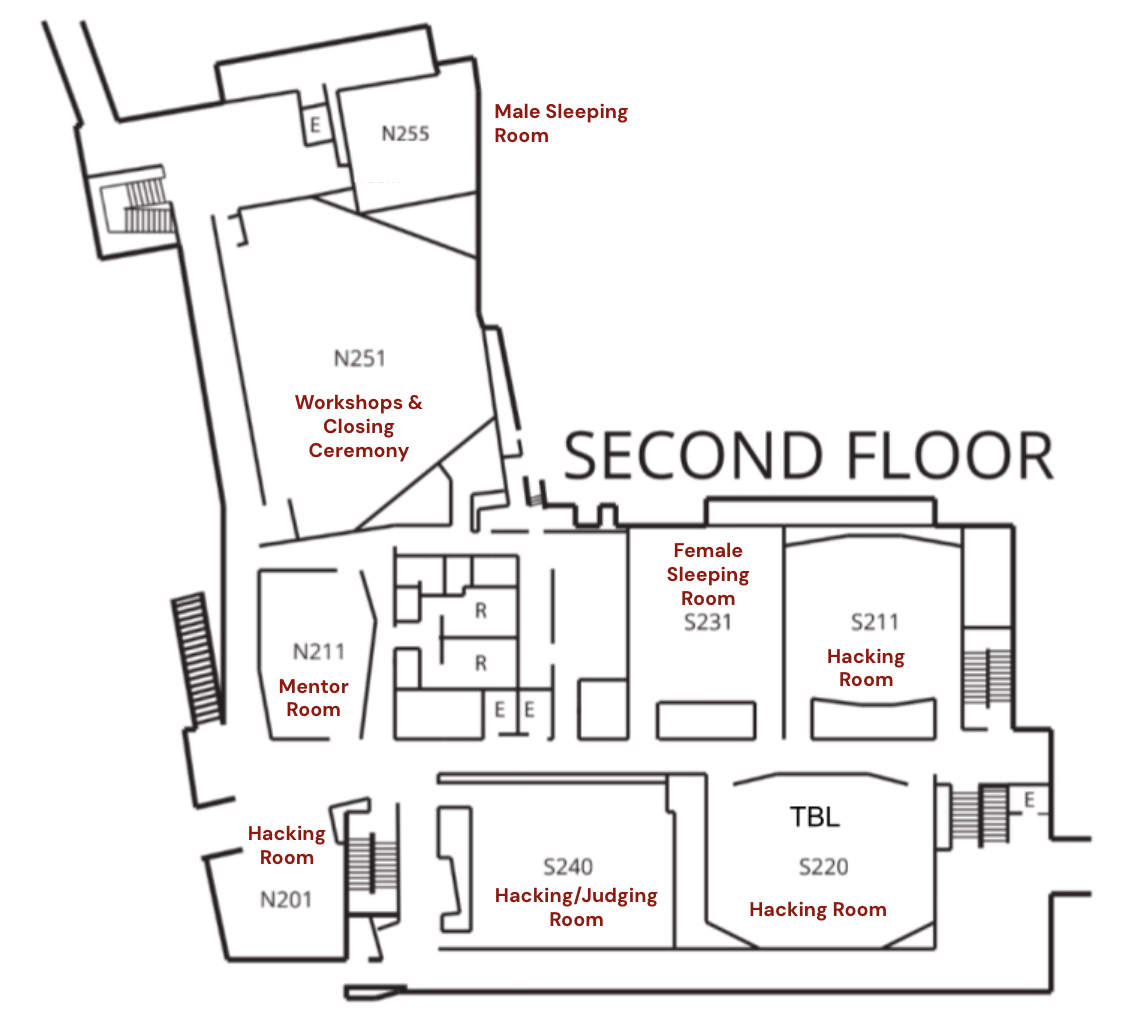 E
N255
Male Sleeping
Room
N251
Workshops &
Closing
Ceremony
SECOND FLOOR
Female
Sleeping
Room
S231
S211
Hacking
Room
R
R
N211
Mentor
Room
E
E
E
TBL
Hacking
Room
N201
S240
Hacking/Judging
Room
S220
Hacking Room